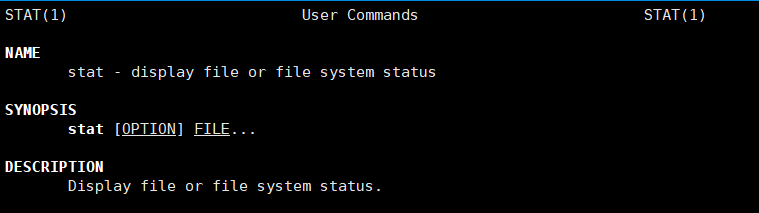 STAT(1) User Commands STAT(1)
NAME
stat - display file or file system status
SYNOPSIS
stat [OPTION] FILE...
DESCRIPTION
Display file or file system status.